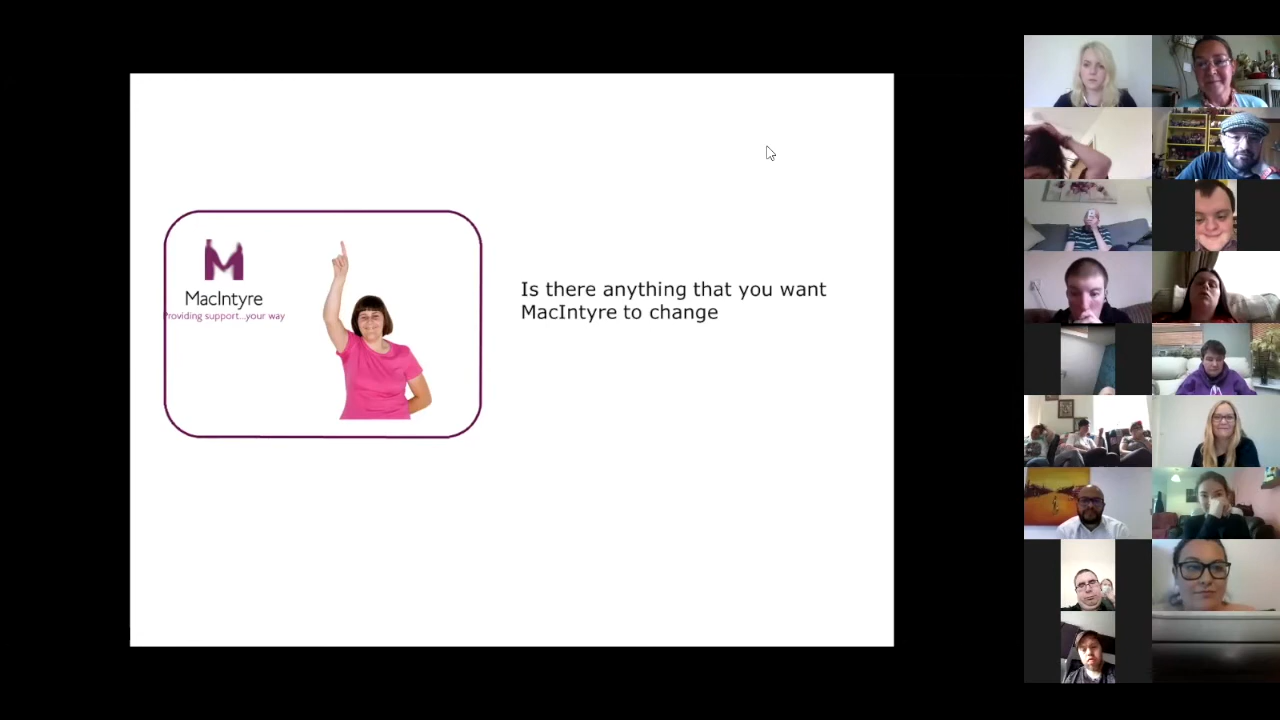 MacIntyre
Providing support...your way
Is there anything that you want
MacIntyre to change